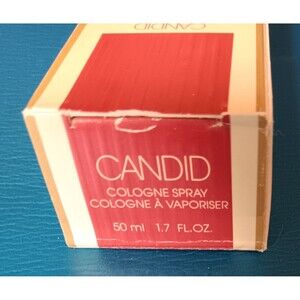 CANDID
CANDID
COLOGNE SPRAY
COLOGNE À VAPORISER
50 ml 1.7 FL.OZ.